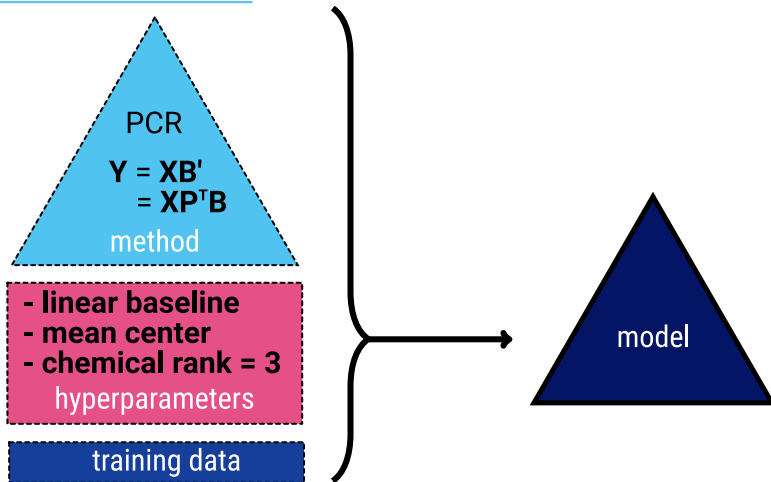 PCR
Y = XB'
= XPᵀB
method
- linear baseline
- mean center
- chemical rank = 3
hyperparameters
training data
model